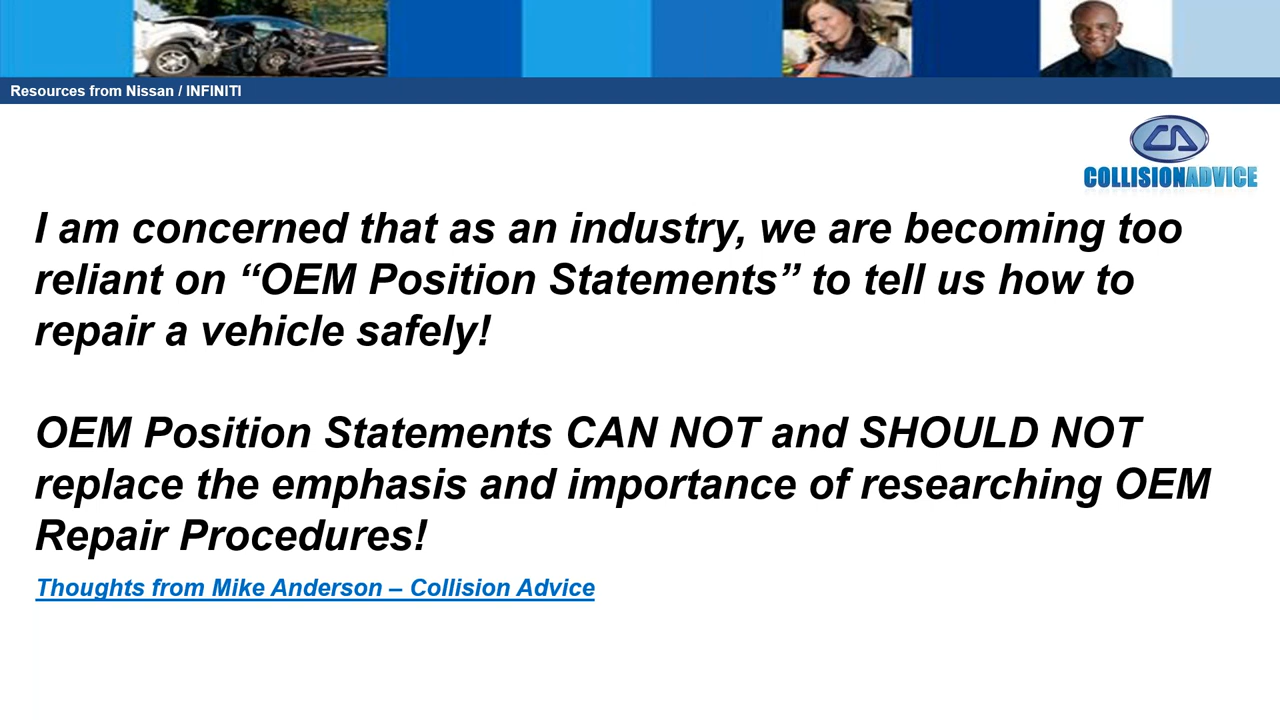 Resources from Nissan / INFINITI
COLLISIONADVICE
I am concerned that as an industry, we are becoming too
reliant on “OEM Position Statements” to tell us how to
repair a vehicle safely!
OEM Position Statements CAN NOT and SHOULD NOT
replace the emphasis and importance of researching OEM
Repair Procedures!
Thoughts from Mike Anderson – Collision Advice